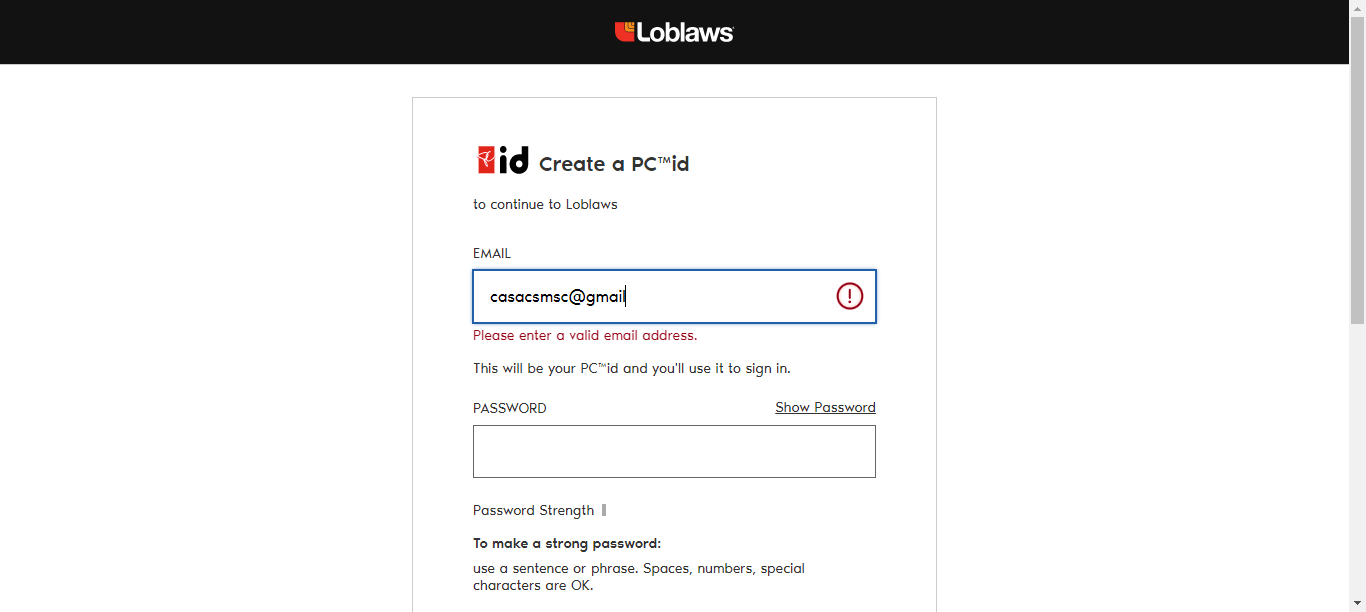 Loblaws
id Create a PC™id
to continue to Loblaws
EMAIL
casacsmsc@gmail
Please enter a valid email address.
This will be your PC™id and you'll use it to sign in.
PASSWORD Show Password
Password Strength
To make a strong password:
use a sentence or phrase. Spaces, numbers, special
characters are OK.